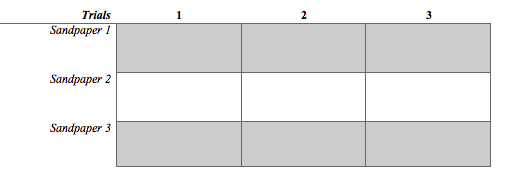 Trials 1 2 3
Sandpaper 1
Sandpaper 2
Sandpaper 3